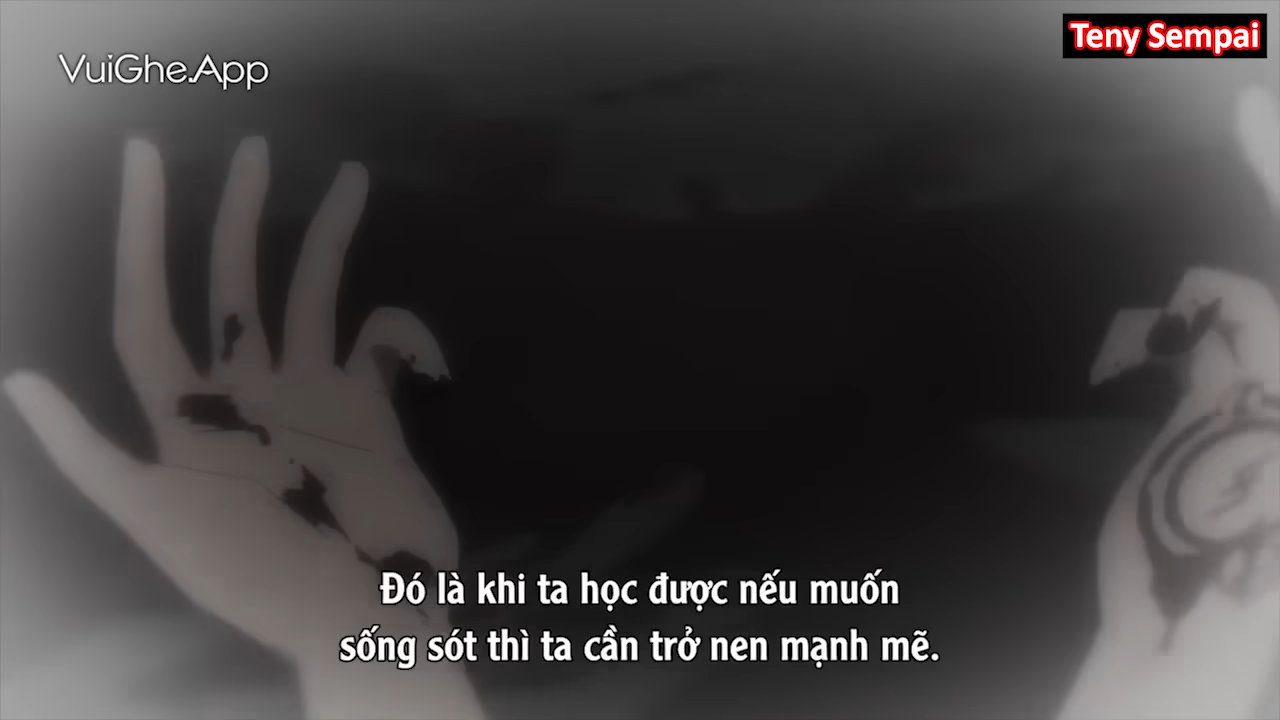 Teny Sempai
VuiGhe.App
Đó là khi ta học được nếu muốn
sống sót thì ta cần trở nen mạnh mẽ.